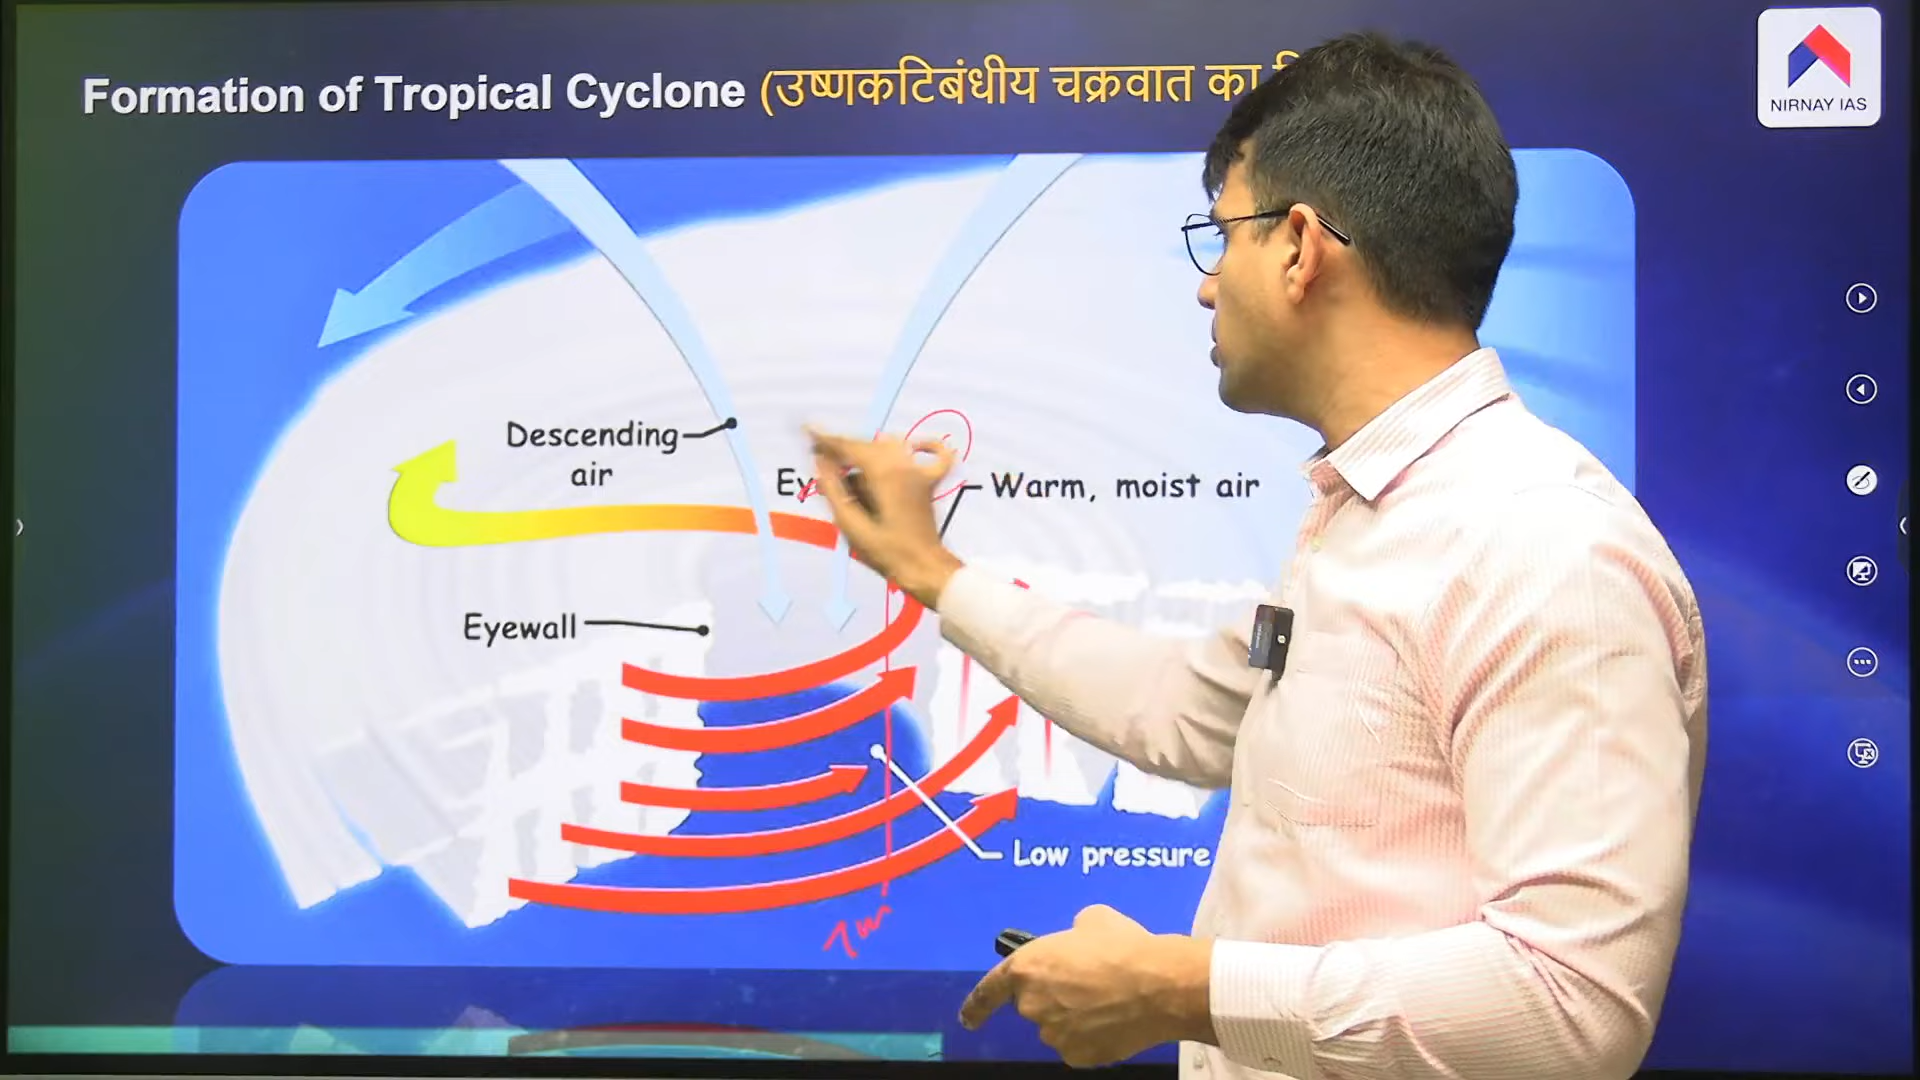 Formation of Tropical Cyclone (उष्णकटिबंधीय चक्रवात का
NIRNAY IAS
Descending
air
Warm, moist air
Eyewall
Low pressure